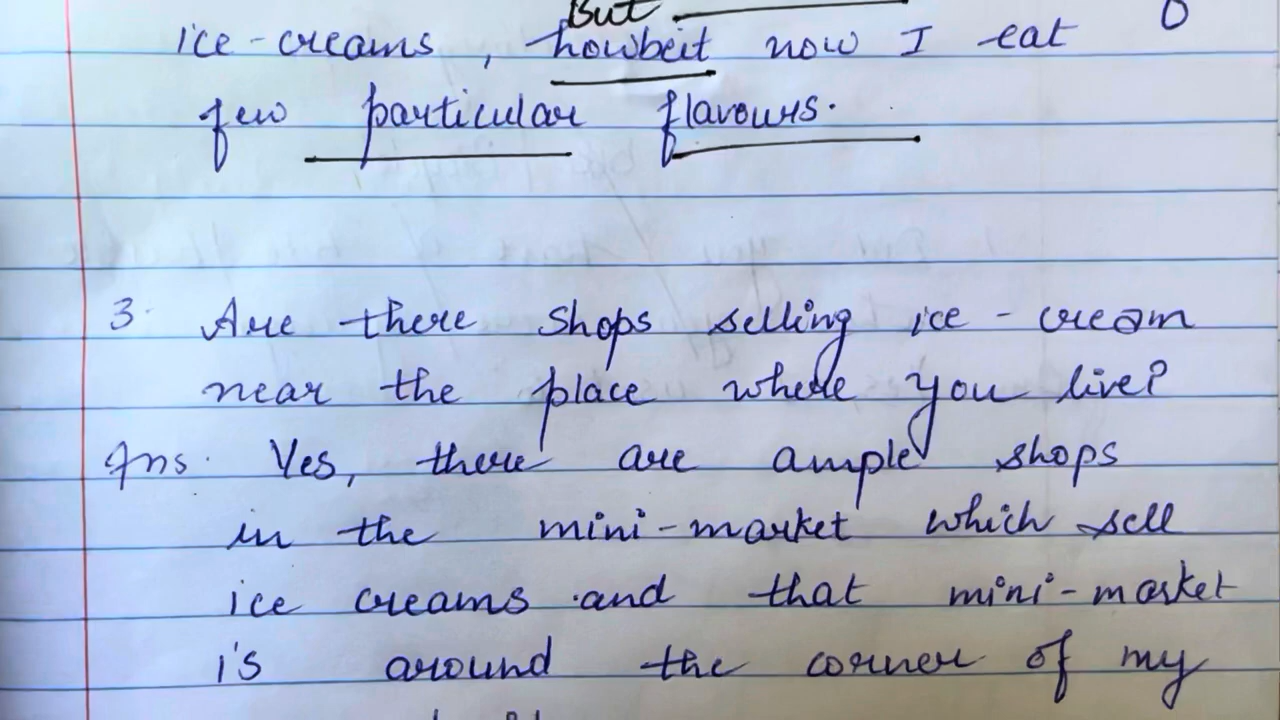 But
ice-creams, howbeit now I eat
few particular flavours.
3. Are there shops selling ice-cream
near the place where you live?
Ans. Yes, there are ample shops
in the mini-market which sell
ice creams and that mini-market
is around the corner of my